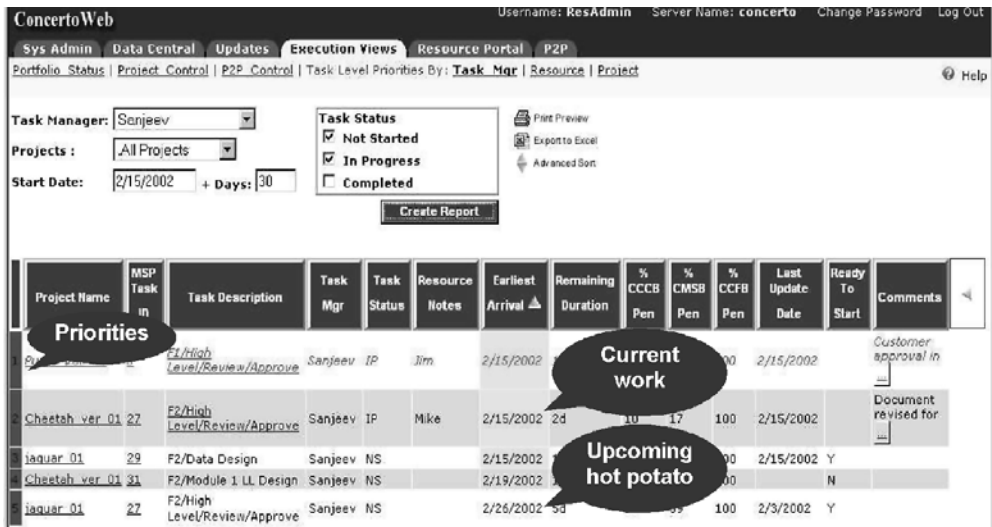 ConcertoWeb
Username: ResAdmin Server Name: concerto Change Password Log Out
Sys Admin Data Central Updates Execution Views Resource Portal P2P
Portfolio Status | Project Control | P2P Control | Task Level Priorities By: Task Mgr | Resource | Project
Help
Task Manager: Sanjeev
Projects : .All Projects
Start Date: 2/15/2002 + Days: 30
Task Status
Not Started
In Progress
Completed
Print Preview
Export to Excel
Advanced Sort
Create Report
Project Name MSP Task ID Task Description Task Mgr Task Status Resource Notes Earliest Arrival Remaining Duration % CCCB Pen % CMSB Pen % CCFB Pen Last Update Date Ready To Start Comments
Priorities
1 F1/High Level/Review/Approve Sanjeev IP Jim 2/15/2002 2/15/2002 Customer approval in ...
Current work
2 Cheetah ver 01 27 F2/High Level/Review/Approve Sanjeev IP Mike 2/15/2002 2d 10 17 100 2/15/2002 Document revised for ...
3 jaguar 01 29 F2/Data Design Sanjeev NS 2/15/2002 2/15/2002 Y
Upcoming hot potato
4 Cheetah ver 01 31 F2/Module 1 LL Design Sanjeev NS 2/19/2002 N
5 jaguar 01 27 F2/High Level/Review/Approve Sanjeev NS 2/26/2002 5d 100 2/3/2002 Y